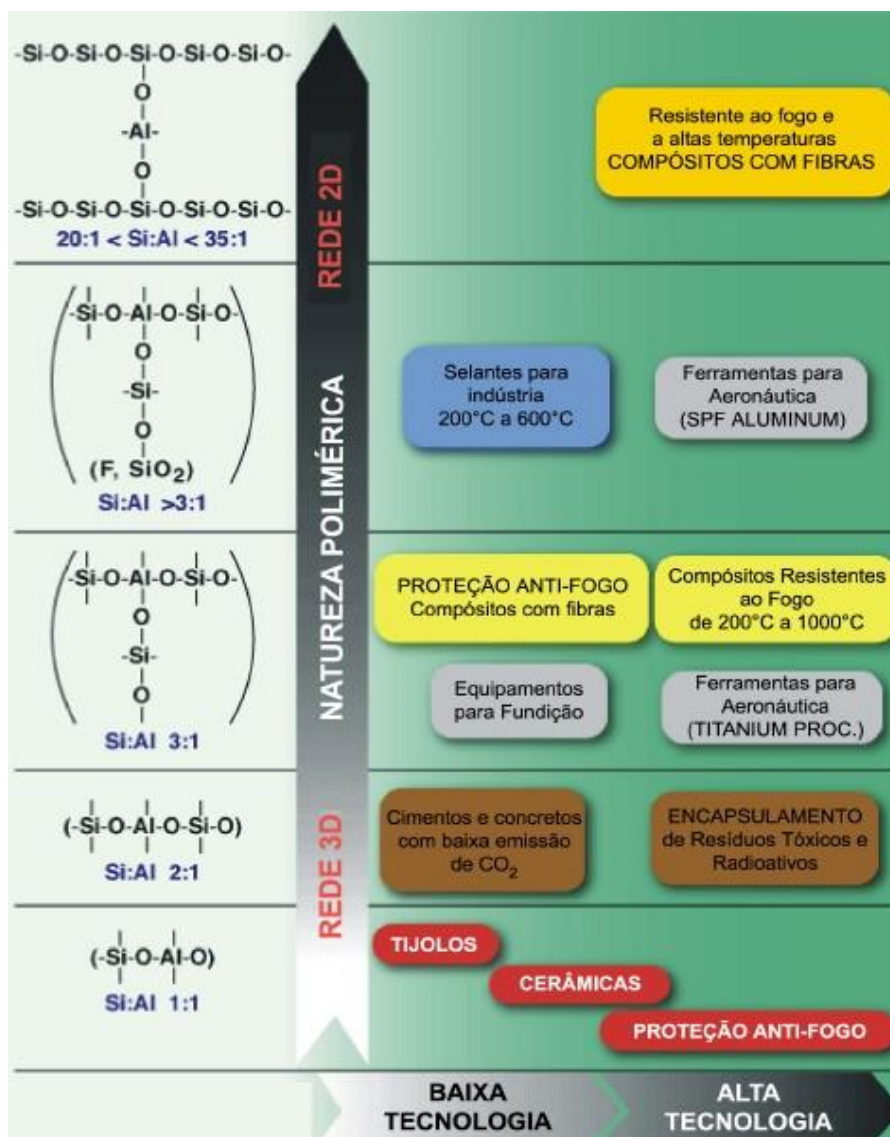 -Si-O-Si-O-Si-O-Si-O-Si-O-
O
-Al-
O
-Si-O-Si-O-Si-O-Si-O-Si-O-
20:1 < Si:Al < 35:1
REDE 2D
Resistente ao fogo e
a altas temperaturas
COMPÓSITOS COM FIBRAS
-Si-O-Al-O-Si-O-
O
-Si-
O
(F, SiO₂)
Si:Al >3:1
NATUREZA POLIMÉRICA
Selantes para
indústria
200°C a 600°C
Ferramentas para
Aeronáutica
(SPF ALUMINUM)
-Si-O-Al-O-Si-O-
O
-Si-
O
Si:Al 3:1
PROTEÇÃO ANTI-FOGO
Compósitos com fibras
Compósitos Resistentes
ao Fogo
de 200°C a 1000°C
Equipamentos
para Fundição
Ferramentas para
Aeronáutica
(TITANIUM PROC.)
(-Si-O-Al-O-Si-O)
Si:Al 2:1
REDE 3D
Cimentos e concretos
com baixa emissão
de CO₂
ENCAPSULAMENTO
de Resíduos Tóxicos e
Radioativos
(-Si-O-Al-O)
Si:Al 1:1
TIJOLOS
CERÂMICAS
PROTEÇÃO ANTI-FOGO
BAIXA
TECNOLOGIA
ALTA
TECNOLOGIA